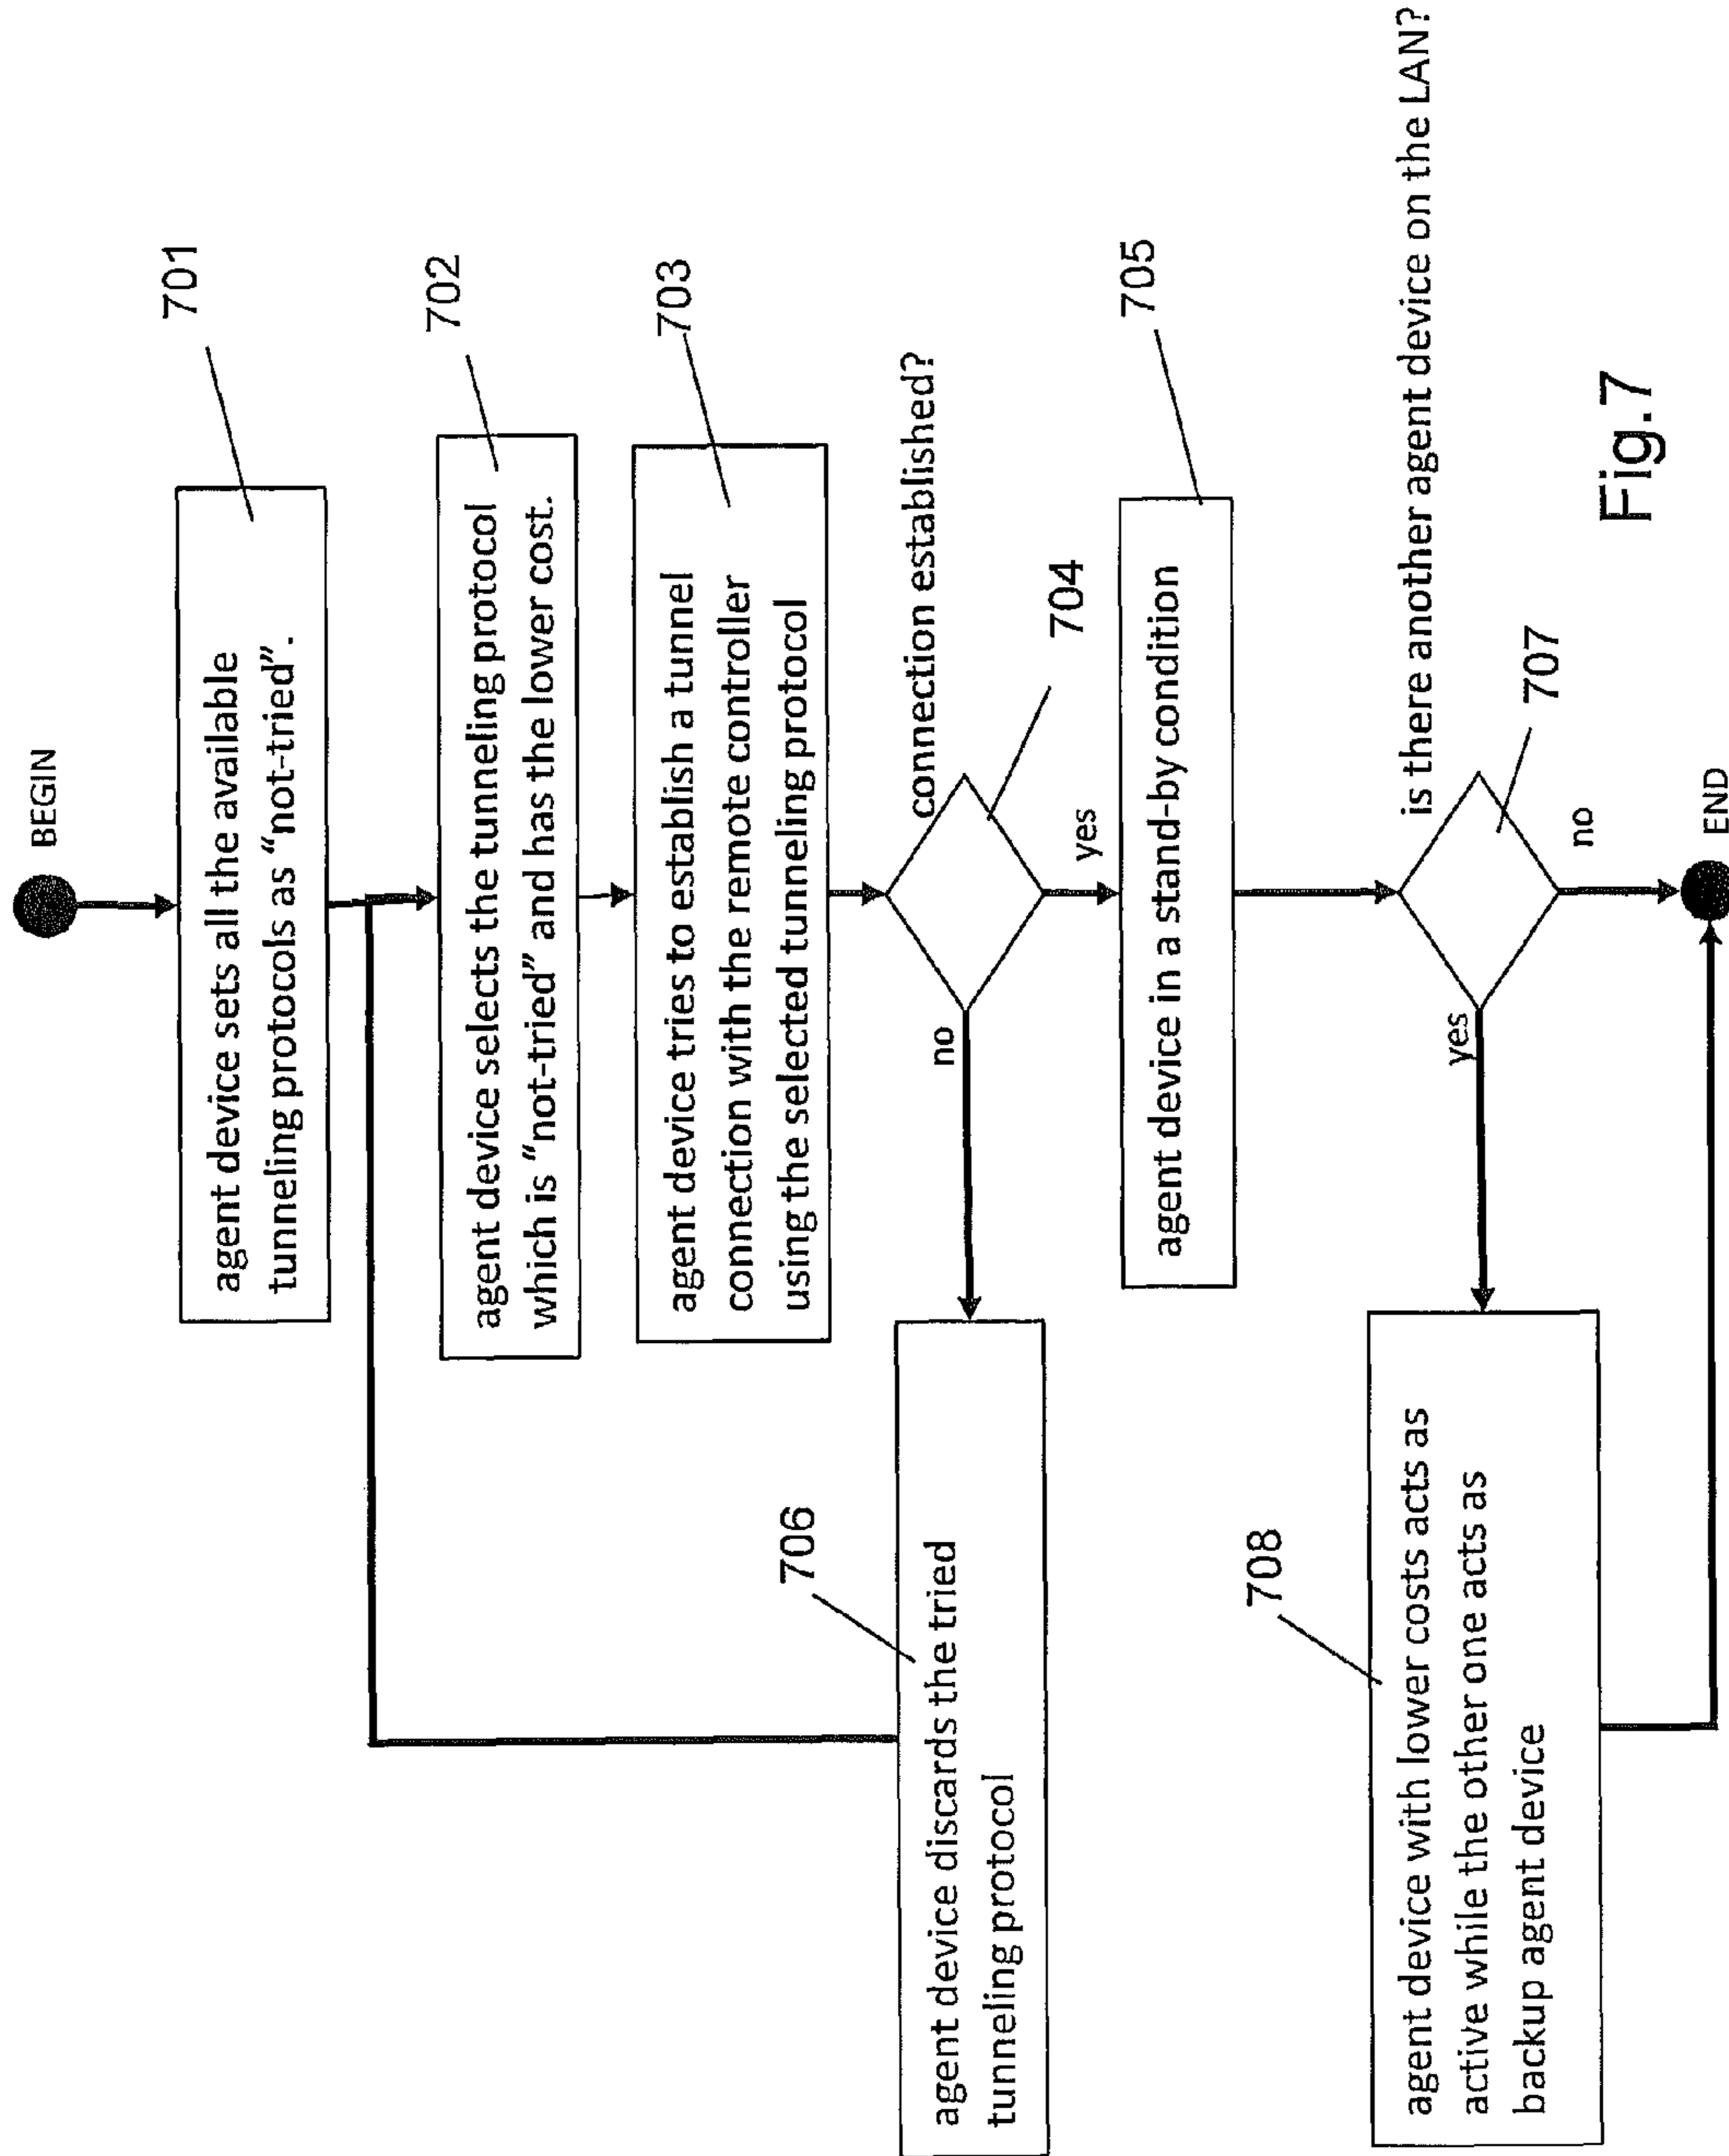 BEGIN
701
agent device sets all the available
tunneling protocols as “not-tried”.
702
agent device selects the tunneling protocol
which is “not-tried” and has the lower cost.
703
agent device tries to establish a tunnel
connection with the remote controller
using the selected tunneling protocol
connection established?
704
no
yes
706
agent device discards the tried
tunneling protocol
705
agent device in a stand-by condition
is there another agent device on the LAN?
707
yes
no
708
agent device with lower costs acts as
active while the other one acts as
backup agent device
END
Fig.7